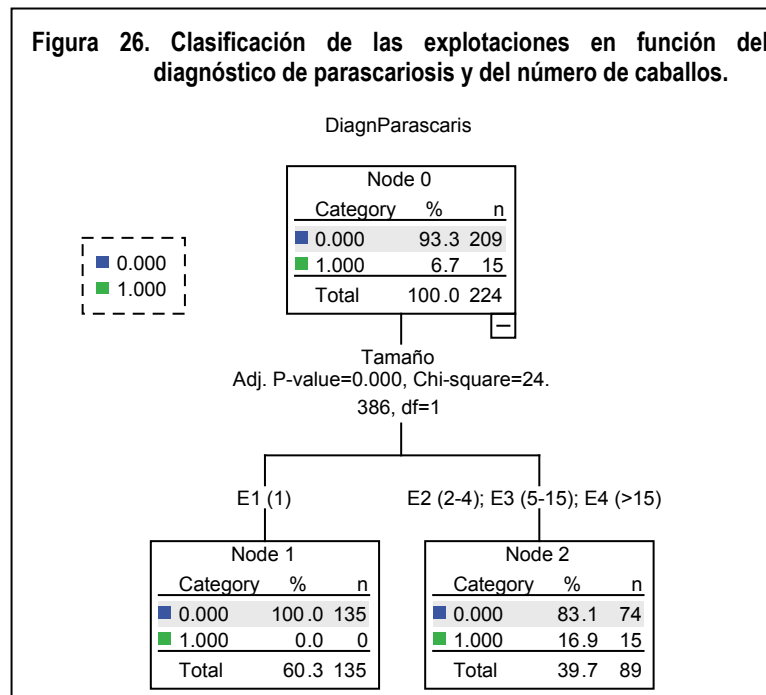 Figura 26. Clasificación de las explotaciones en función del
diagnóstico de parascariosis y del número de caballos.
DiagnParascaris
Node 0
Category % n
0.000 93.3 209
1.000 6.7 15
Total 100.0 224
0.000
1.000
Tamaño
Adj. P-value=0.000, Chi-square=24.
386, df=1
E1 (1)
E2 (2-4); E3 (5-15); E4 (>15)
Node 1
Category % n
0.000 100.0 135
1.000 0.0 0
Total 60.3 135
Node 2
Category % n
0.000 83.1 74
1.000 16.9 15
Total 39.7 89